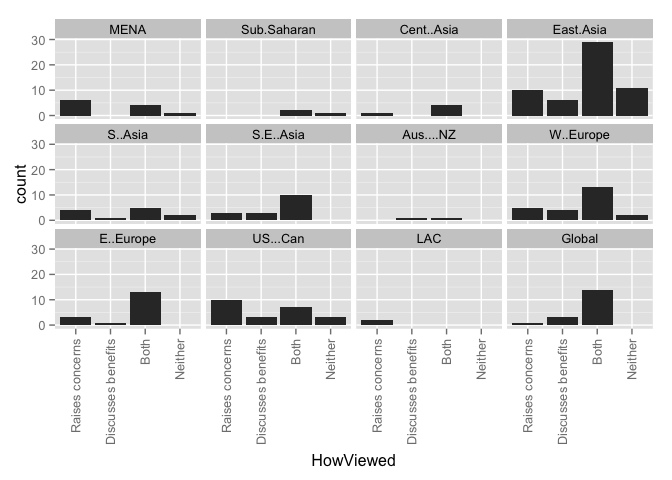 MENA Sub.Saharan Cent..Asia East.Asia
30
20
10
0
S..Asia S.E..Asia Aus....NZ W..Europe
30
20
10
0
E..Europe US...Can LAC Global
30
20
10
0
count
Raises concerns Discusses benefits Both Neither Raises concerns Discusses benefits Both Neither Raises concerns Discusses benefits Both Neither Raises concerns Discusses benefits Both Neither
HowViewed